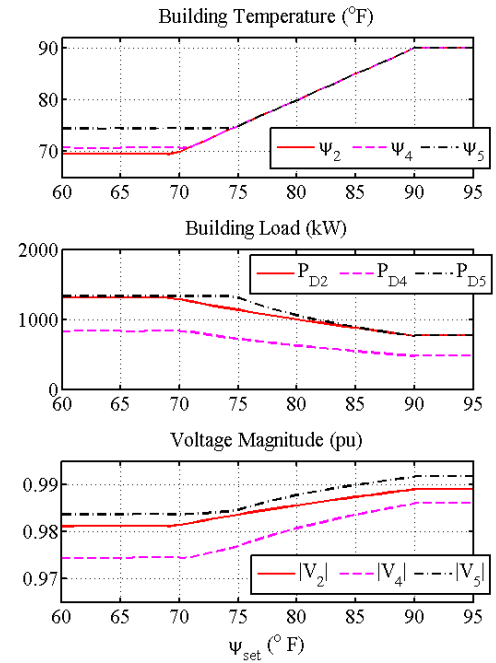 Building Temperature (°F)
90
80
70
60 65 70 75 80 85 90 95
Ψ2 Ψ4 Ψ5
Building Load (kW)
2000
1000
0
60 65 70 75 80 85 90 95
PD2 PD4 PD5
Voltage Magnitude (pu)
0.99
0.98
0.97
60 65 70 75 80 85 90 95
|V2| |V4| |V5|
Ψset (° F)